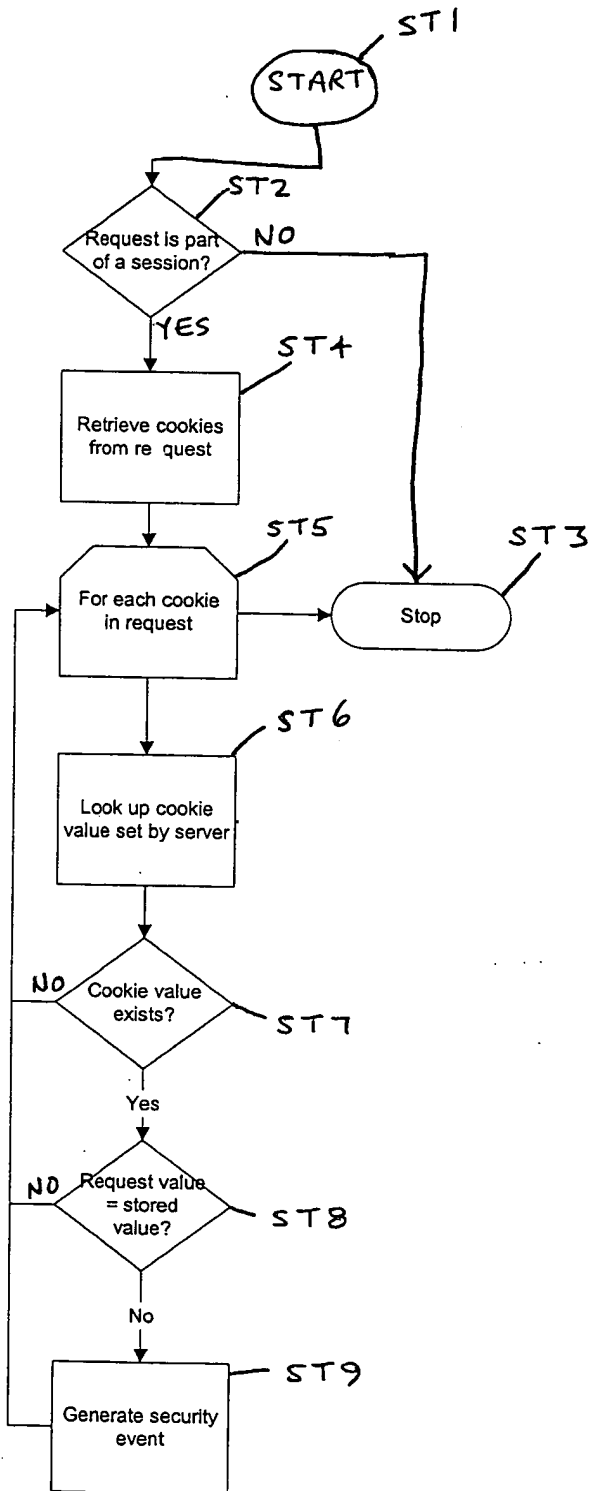 ST1
START
ST2
Request is part
of a session?
NO
YES
ST4
Retrieve cookies
from re quest
ST5
For each cookie
in request
ST3
Stop
ST6
Look up cookie
value set by server
NO
Cookie value
exists?
ST7
Yes
NO
Request value
= stored
value?
ST8
No
ST9
Generate security
event